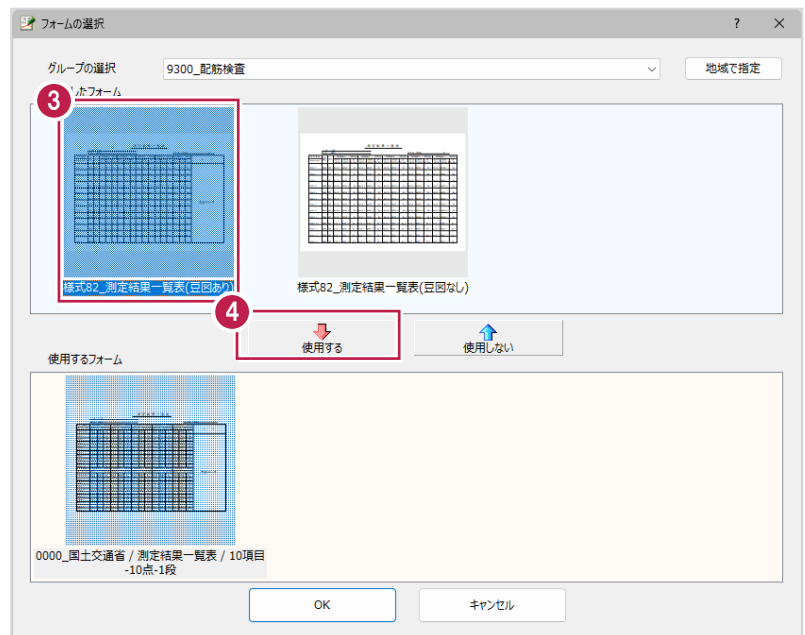 フォームの選択
? ×
グループの選択 9300_配筋検査 地域で指定
3
したフォーム
様式82_測定結果一覧表(豆図あり)
様式82_測定結果一覧表(豆図なし)
4
使用する
使用しない
使用するフォーム
0000_国土交通省 / 測定結果一覧表 / 10項目
-10点-1段
OK
キャンセル